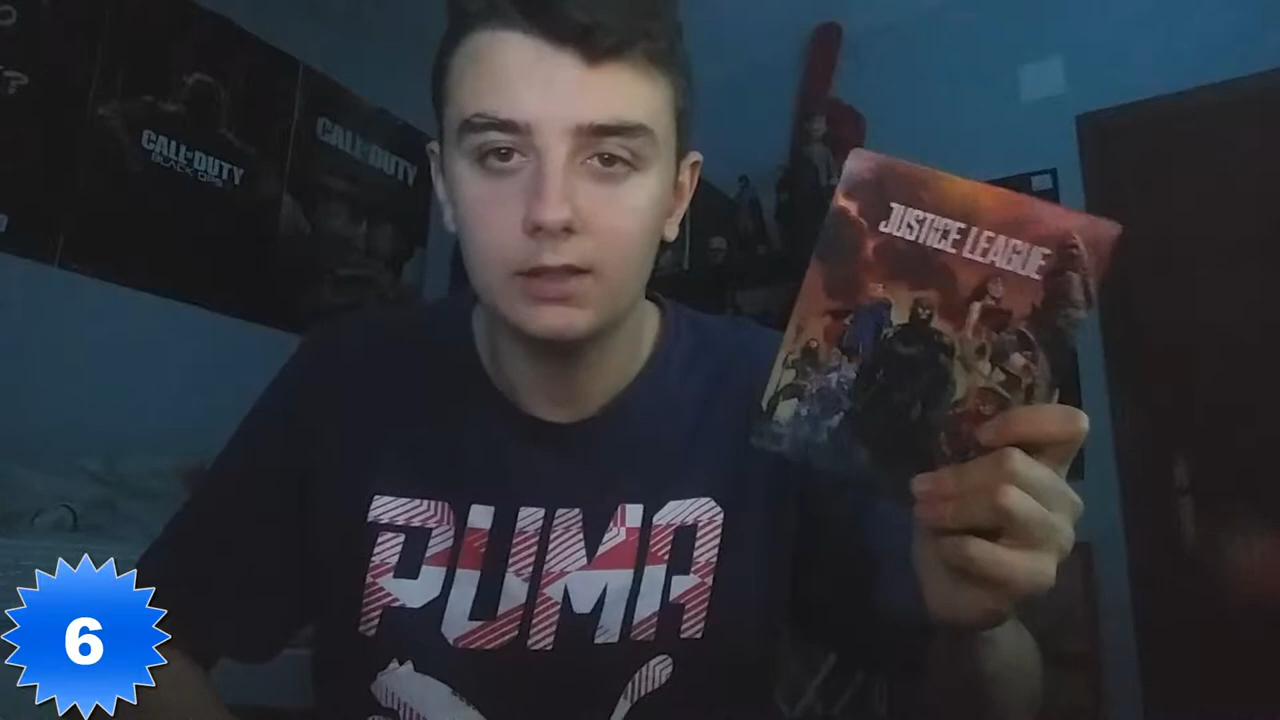 CALL OF DUTY
BLACK OPS
CALL OF DUTY
JUSTICE LEAGUE
PUMA
6